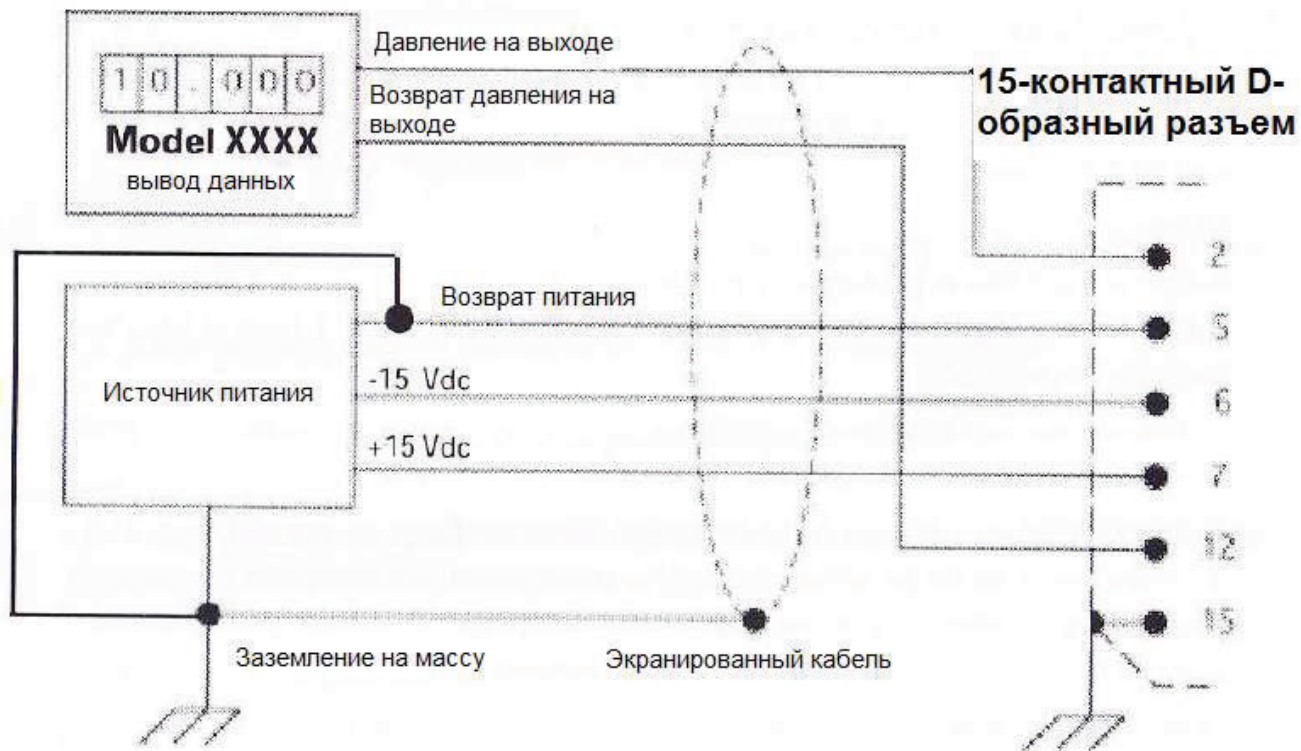 Давление на выходе
10.000
Возврат давления на
выходе
Model XXXX
вывод данных
15-контактный D-
образный разъем
2
Возврат питания
5
Источник питания
-15 Vdc
6
+15 Vdc
7
12
15
Заземление на массу
Экранированный кабель